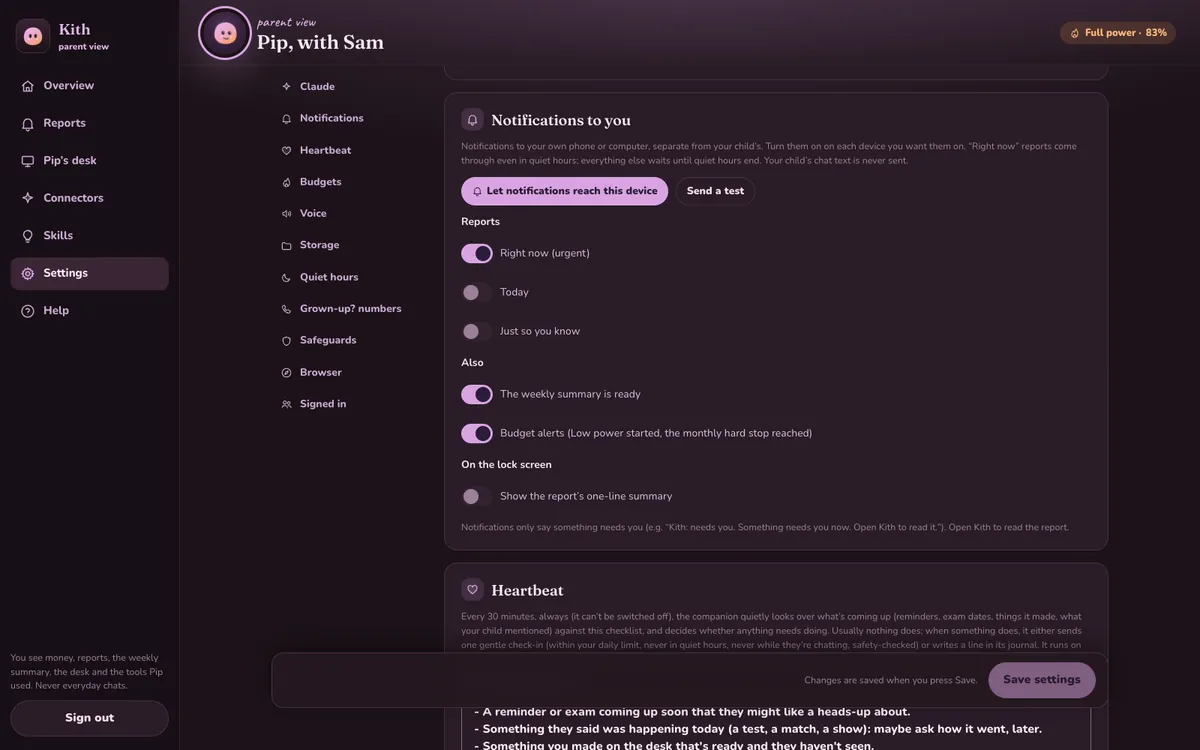 Kith
parent view
Overview
Reports
Pip's desk
Connectors
Skills
Settings
Help
You see money, reports, the weekly
summary, the desk and the tools Pip
used. Never everyday chats.
Sign out
parent view
Pip, with Sam
Full power · 83%
Claude
Notifications
Heartbeat
Budgets
Voice
Storage
Quiet hours
Grown-up? numbers
Safeguards
Browser
Signed in
Notifications to you
Notifications to your own phone or computer, separate from your child's. Turn them on on each device you want them on. “Right now” reports come
through even in quiet hours; everything else waits until quiet hours end. Your child's chat text is never sent.
Let notifications reach this device
Send a test
Reports
Right now (urgent)
Today
Just so you know
Also
The weekly summary is ready
Budget alerts (Low power started, the monthly hard stop reached)
On the lock screen
Show the report's one-line summary
Notifications only say something needs you (e.g. “Kith: needs you. Something needs you now. Open Kith to read it.”). Open Kith to read the report.
Heartbeat
Every 30 minutes, always (it can't be switched off), the companion quietly looks over what's coming up (reminders, exam dates, things it made, what
your child mentioned) against this checklist, and decides whether anything needs doing. Usually nothing does; when something does, it either sends
one gentle check-in (within your daily limit, never in quiet hours, never while they're chatting, safety-checked) or writes a line in its journal. It runs on
Changes are saved when you press Save.
Save settings
- A reminder or exam coming up soon that they might like a heads-up about.
- Something they said was happening today (a test, a match, a show): maybe ask how it went, later.
- Something you made on the desk that's ready and they haven't seen.